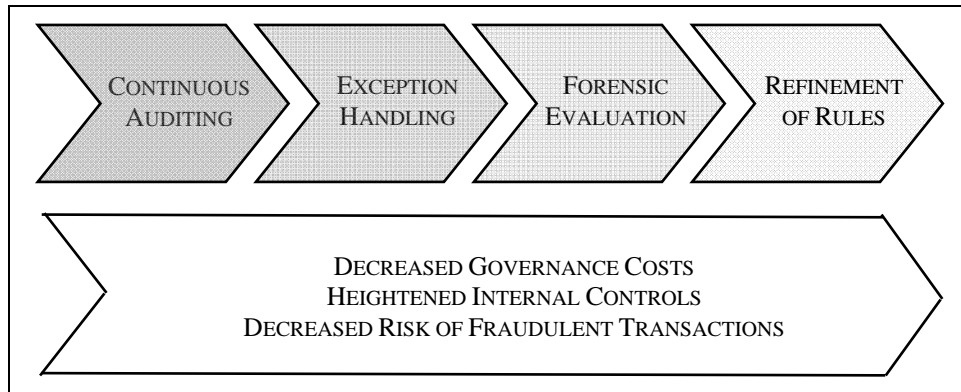 CONTINUOUS
AUDITING
EXCEPTION
HANDLING
FORENSIC
EVALUATION
REFINEMENT
OF RULES
DECREASED GOVERNANCE COSTS
HEIGHTENED INTERNAL CONTROLS
DECREASED RISK OF FRAUDULENT TRANSACTIONS